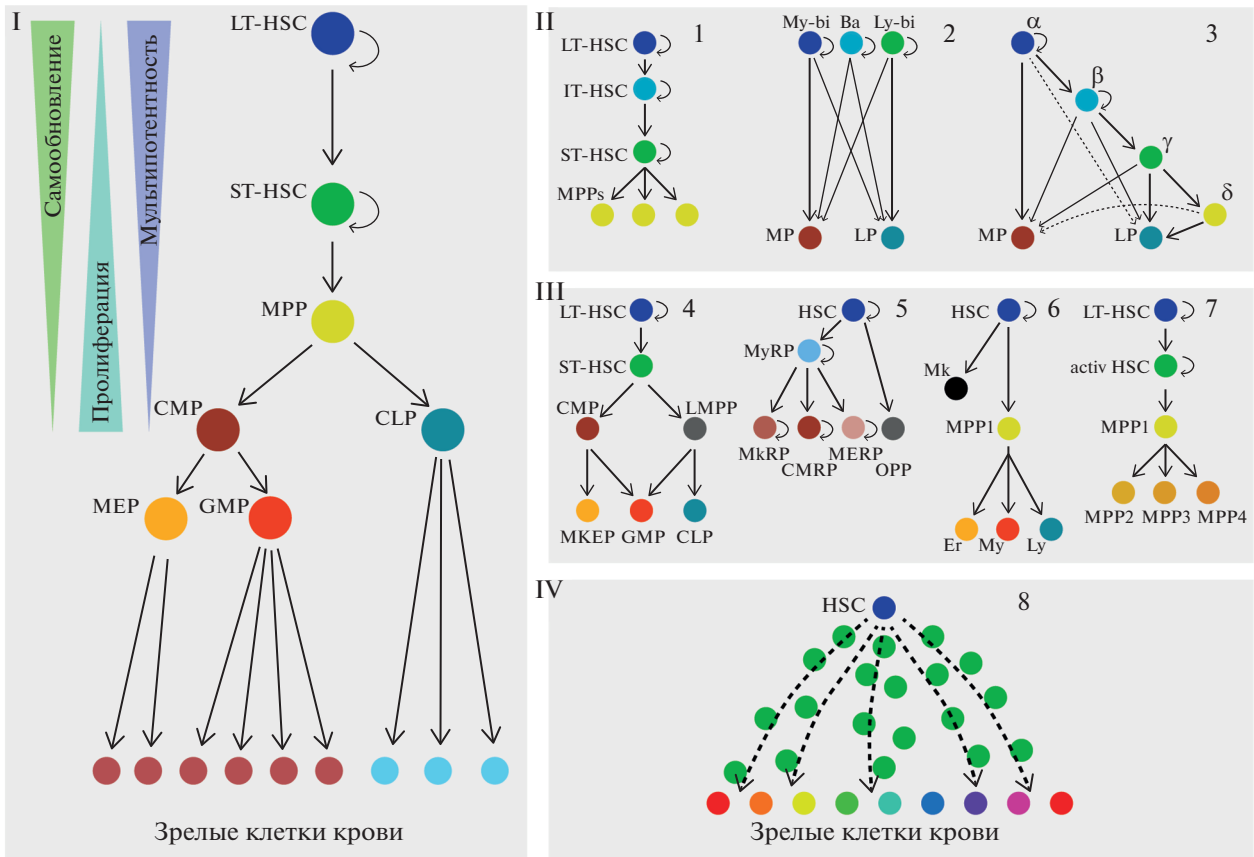 I
Самообновление
Пролиферация
Мультипотентность
LT-HSC
ST-HSC
MPP
CMP
CLP
MEP
GMP
Зрелые клетки крови
II
1
LT-HSC
IT-HSC
ST-HSC
MPPs
2
My-bi Ba Ly-bi
MP LP
3
α
β
γ
δ
MP LP
III
4
LT-HSC
ST-HSC
CMP LMPP
MKEP GMP CLP
5
HSC
MyRP
MkRP CMRP MERP OPP
6
HSC
Mk
MPP1
Er My Ly
7
LT-HSC
activ HSC
MPP1
MPP2 MPP3 MPP4
IV
8
HSC
Зрелые клетки крови